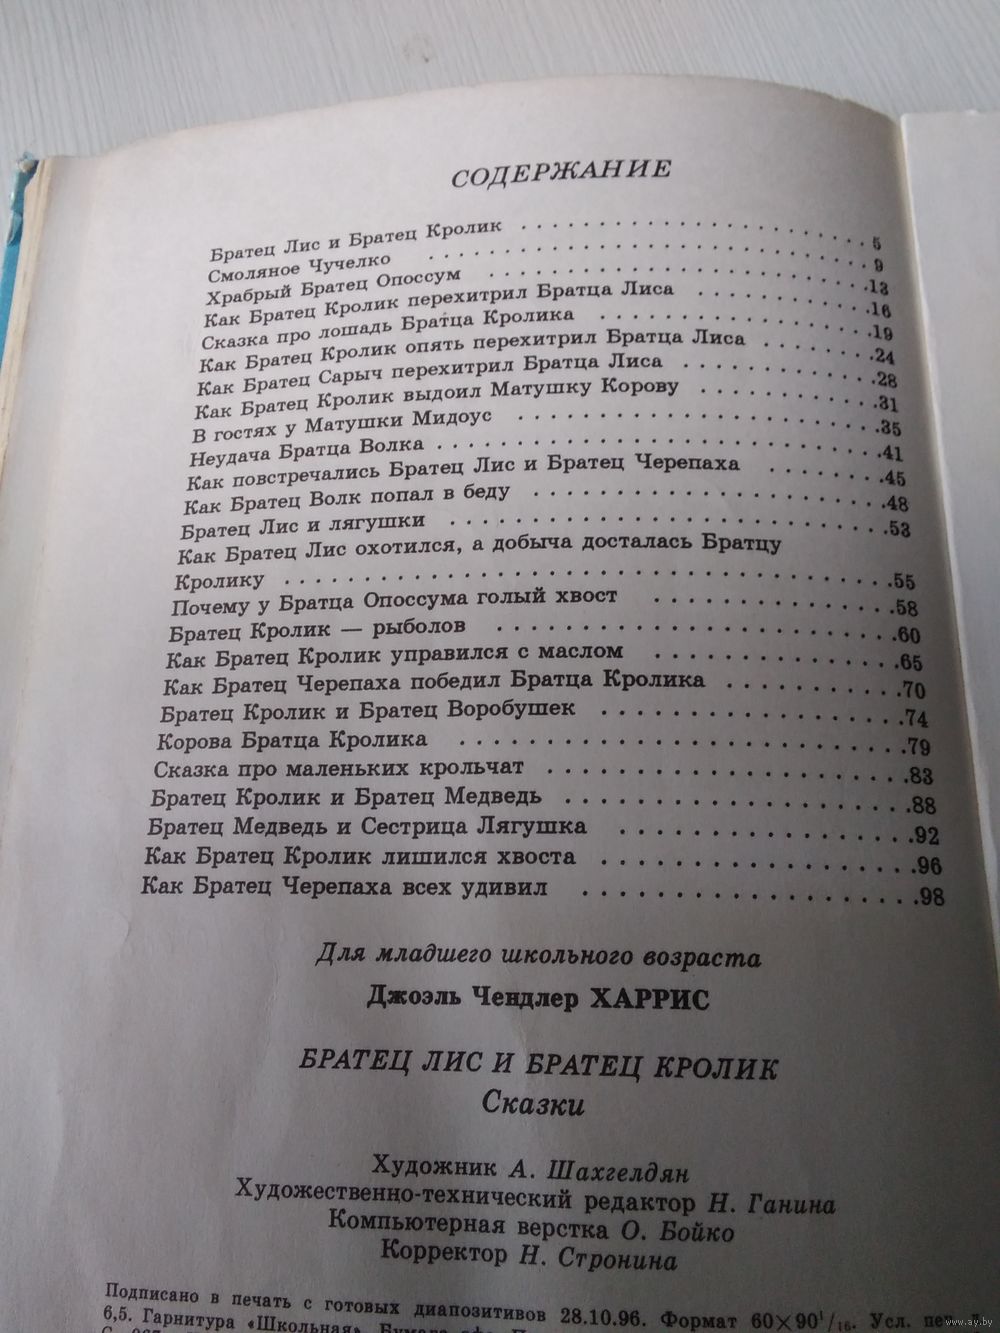 СОДЕРЖАНИЕ
Братец Лис и Братец Кролик . . . . . . . . . . . . . . . . . . 5
Смоляное Чучелко . . . . . . . . . . . . . . . . . . . . . 9
Храбрый Братец Опоссум . . . . . . . . . . . . . . . . . .13
Как Братец Кролик перехитрил Братца Лиса . . . . . . . .16
Сказка про лошадь Братца Кролика . . . . . . . . . . . . .19
Как Братец Кролик опять перехитрил Братца Лиса . . . . . .24
Как Братец Сарыч перехитрил Братца Лиса . . . . . . . . .28
Как Братец Кролик выдоил Матушку Корову . . . . . . . . .31
В гостях у Матушки Мидоус . . . . . . . . . . . . . . . . .35
Неудача Братца Волка . . . . . . . . . . . . . . . . . . . .41
Как повстречались Братец Лис и Братец Черепаха . . . . . .45
Как Братец Волк попал в беду . . . . . . . . . . . . . . . .48
Братец Лис и лягушки . . . . . . . . . . . . . . . . . . . .53
Как Братец Лис охотился, а добыча досталась Братцу
Кролику . . . . . . . . . . . . . . . . . . . . . . . . . .55
Почему у Братца Опоссума голый хвост . . . . . . . . . . .58
Братец Кролик — рыболов . . . . . . . . . . . . . . . . . .60
Как Братец Кролик управился с маслом . . . . . . . . . . .65
Как Братец Черепаха победил Братца Кролика . . . . . . . .70
Братец Кролик и Братец Воробушек . . . . . . . . . . . . .74
Корова Братца Кролика . . . . . . . . . . . . . . . . . . .79
Сказка про маленьких крольчат . . . . . . . . . . . . . . .83
Братец Кролик и Братец Медведь . . . . . . . . . . . . . .88
Братец Медведь и Сестрица Лягушка . . . . . . . . . . . .92
Как Братец Кролик лишился хвоста . . . . . . . . . . . . .96
Как Братец Черепаха всех удивил . . . . . . . . . . . . . .98
Для младшего школьного возраста
Джоэль Чендлер ХАРРИС
БРАТЕЦ ЛИС И БРАТЕЦ КРОЛИК
Сказки
Художник А. Шахгелдян
Художественно-технический редактор Н. Ганина
Компьютерная верстка О. Бойко
Корректор Н. Стронина
Подписано в печать с готовых диапозитивов 28.10.96. Формат 60×90¹/₁₆. Усл. печ.
6,5. Гарнитура «Школьная». Бумага
www.ay.by